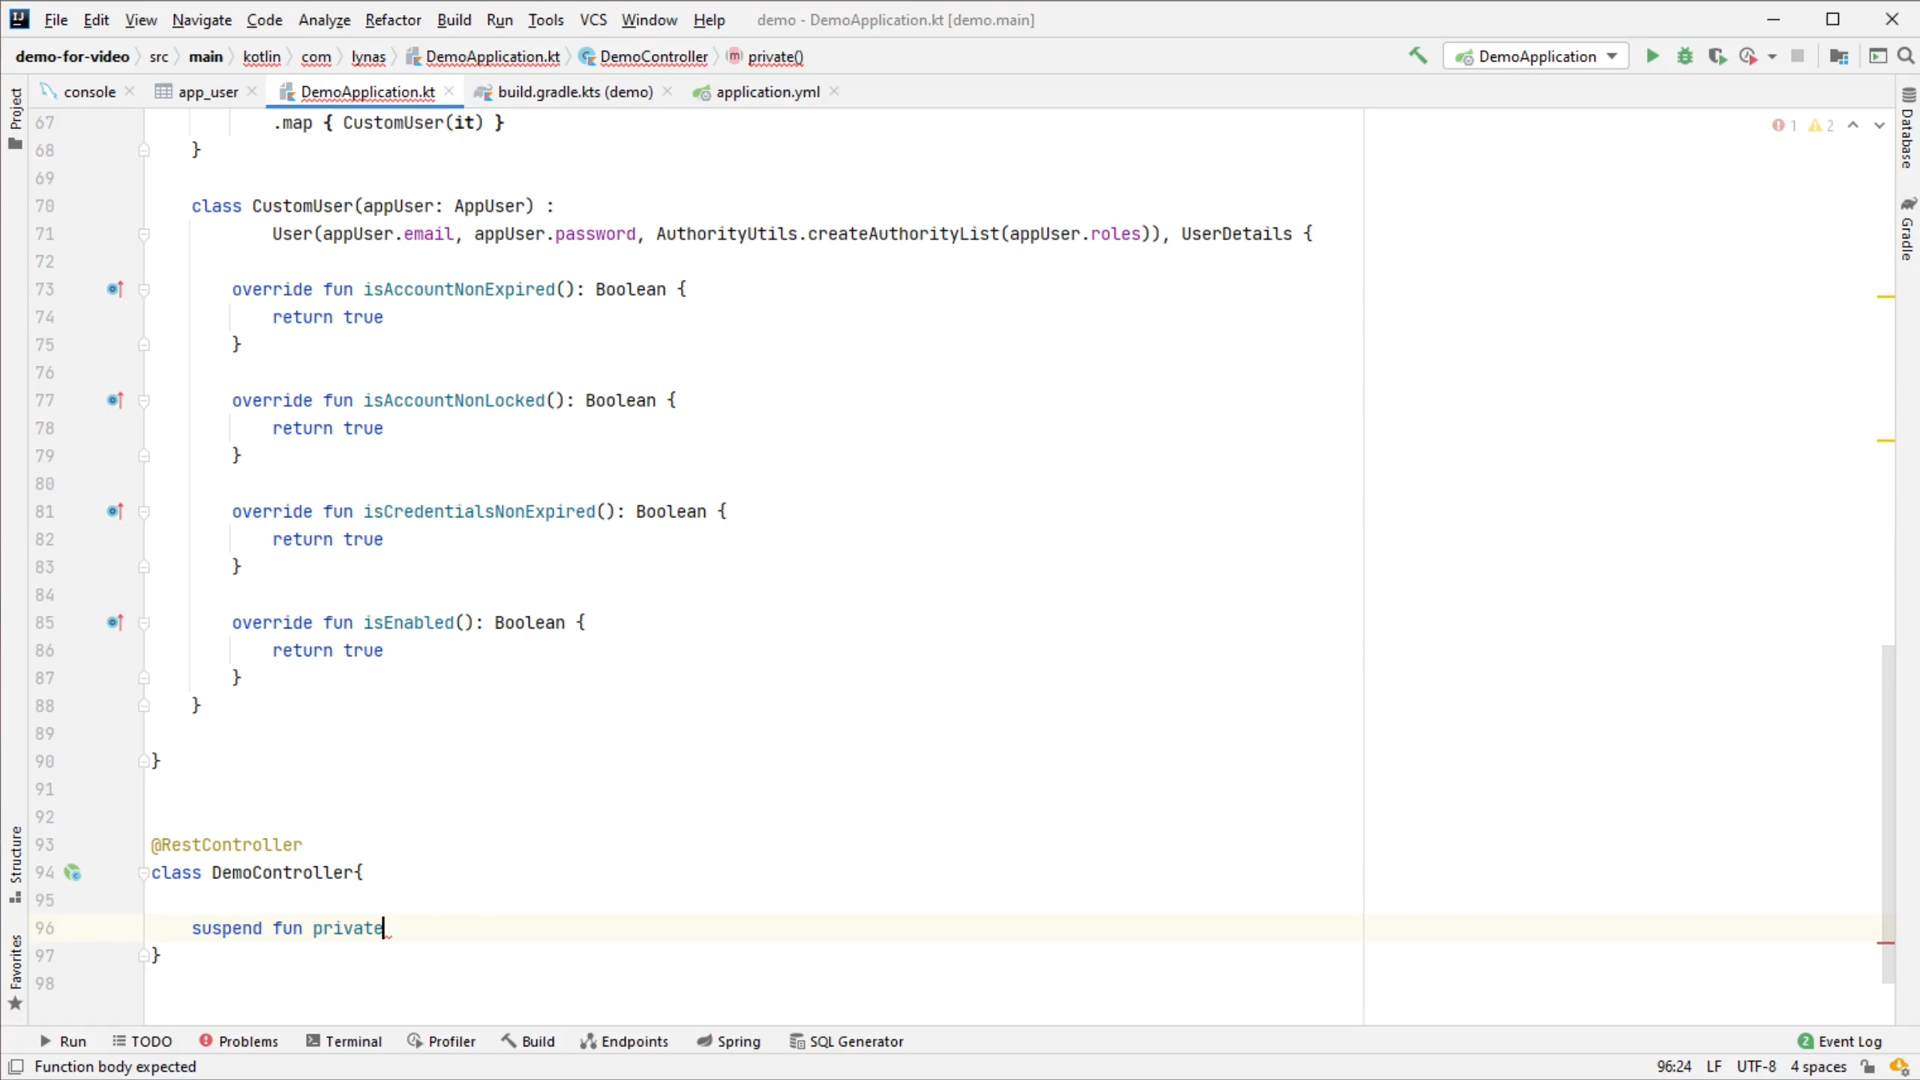 File Edit View Navigate Code Analyze Refactor Build Run Tools VCS Window Help demo - DemoApplication.kt [demo.main]
demo-for-video src main kotlin com lynas DemoApplication.kt DemoController private() DemoApplication
console app_user DemoApplication.kt build.gradle.kts (demo) application.yml
Project
Database
Gradle
1 2
67 .map { CustomUser(it) }
68 }
69
70 class CustomUser(appUser: AppUser) :
71 User(appUser.email, appUser.password, AuthorityUtils.createAuthorityList(appUser.roles)), UserDetails {
72
73 override fun isAccountNonExpired(): Boolean {
74 return true
75 }
76
77 override fun isAccountNonLocked(): Boolean {
78 return true
79 }
80
81 override fun isCredentialsNonExpired(): Boolean {
82 return true
83 }
84
85 override fun isEnabled(): Boolean {
86 return true
87 }
88 }
89
90 }
91
92
93 @RestController
94 class DemoController{
95
96 suspend fun private
97 }
98
Structure
Favorites
Run TODO Problems Terminal Profiler Build Endpoints Spring SQL Generator 2 Event Log
Function body expected 96:24 LF UTF-8 4 spaces